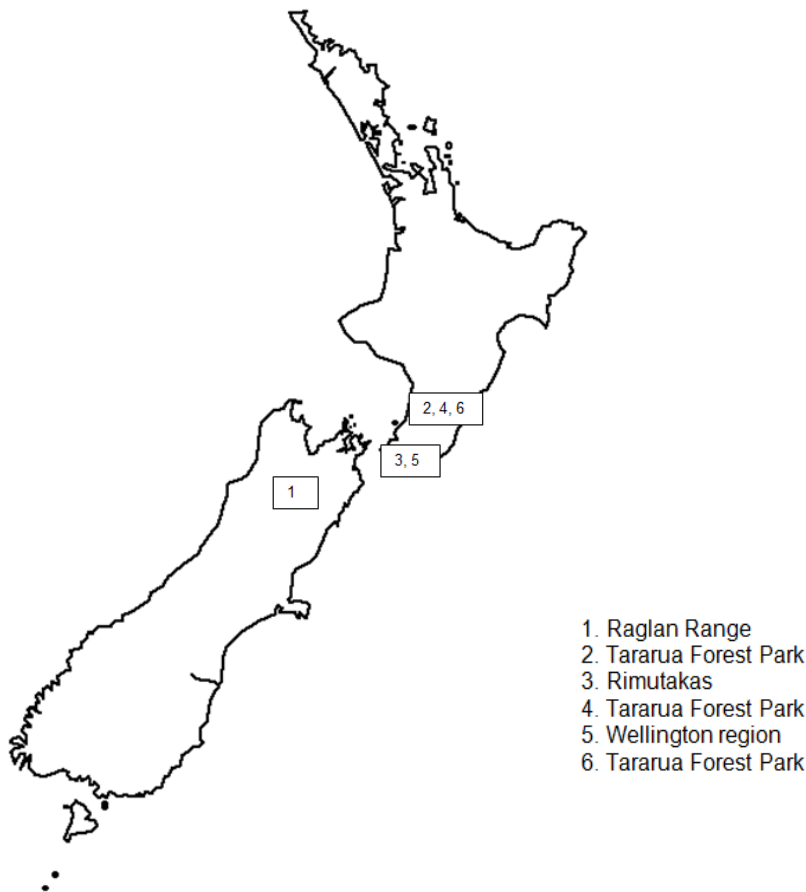 2, 4, 6
3, 5
1
1. Raglan Range
2. Tararua Forest Park
3. Rimutakas
4. Tararua Forest Park
5. Wellington region
6. Tararua Forest Park